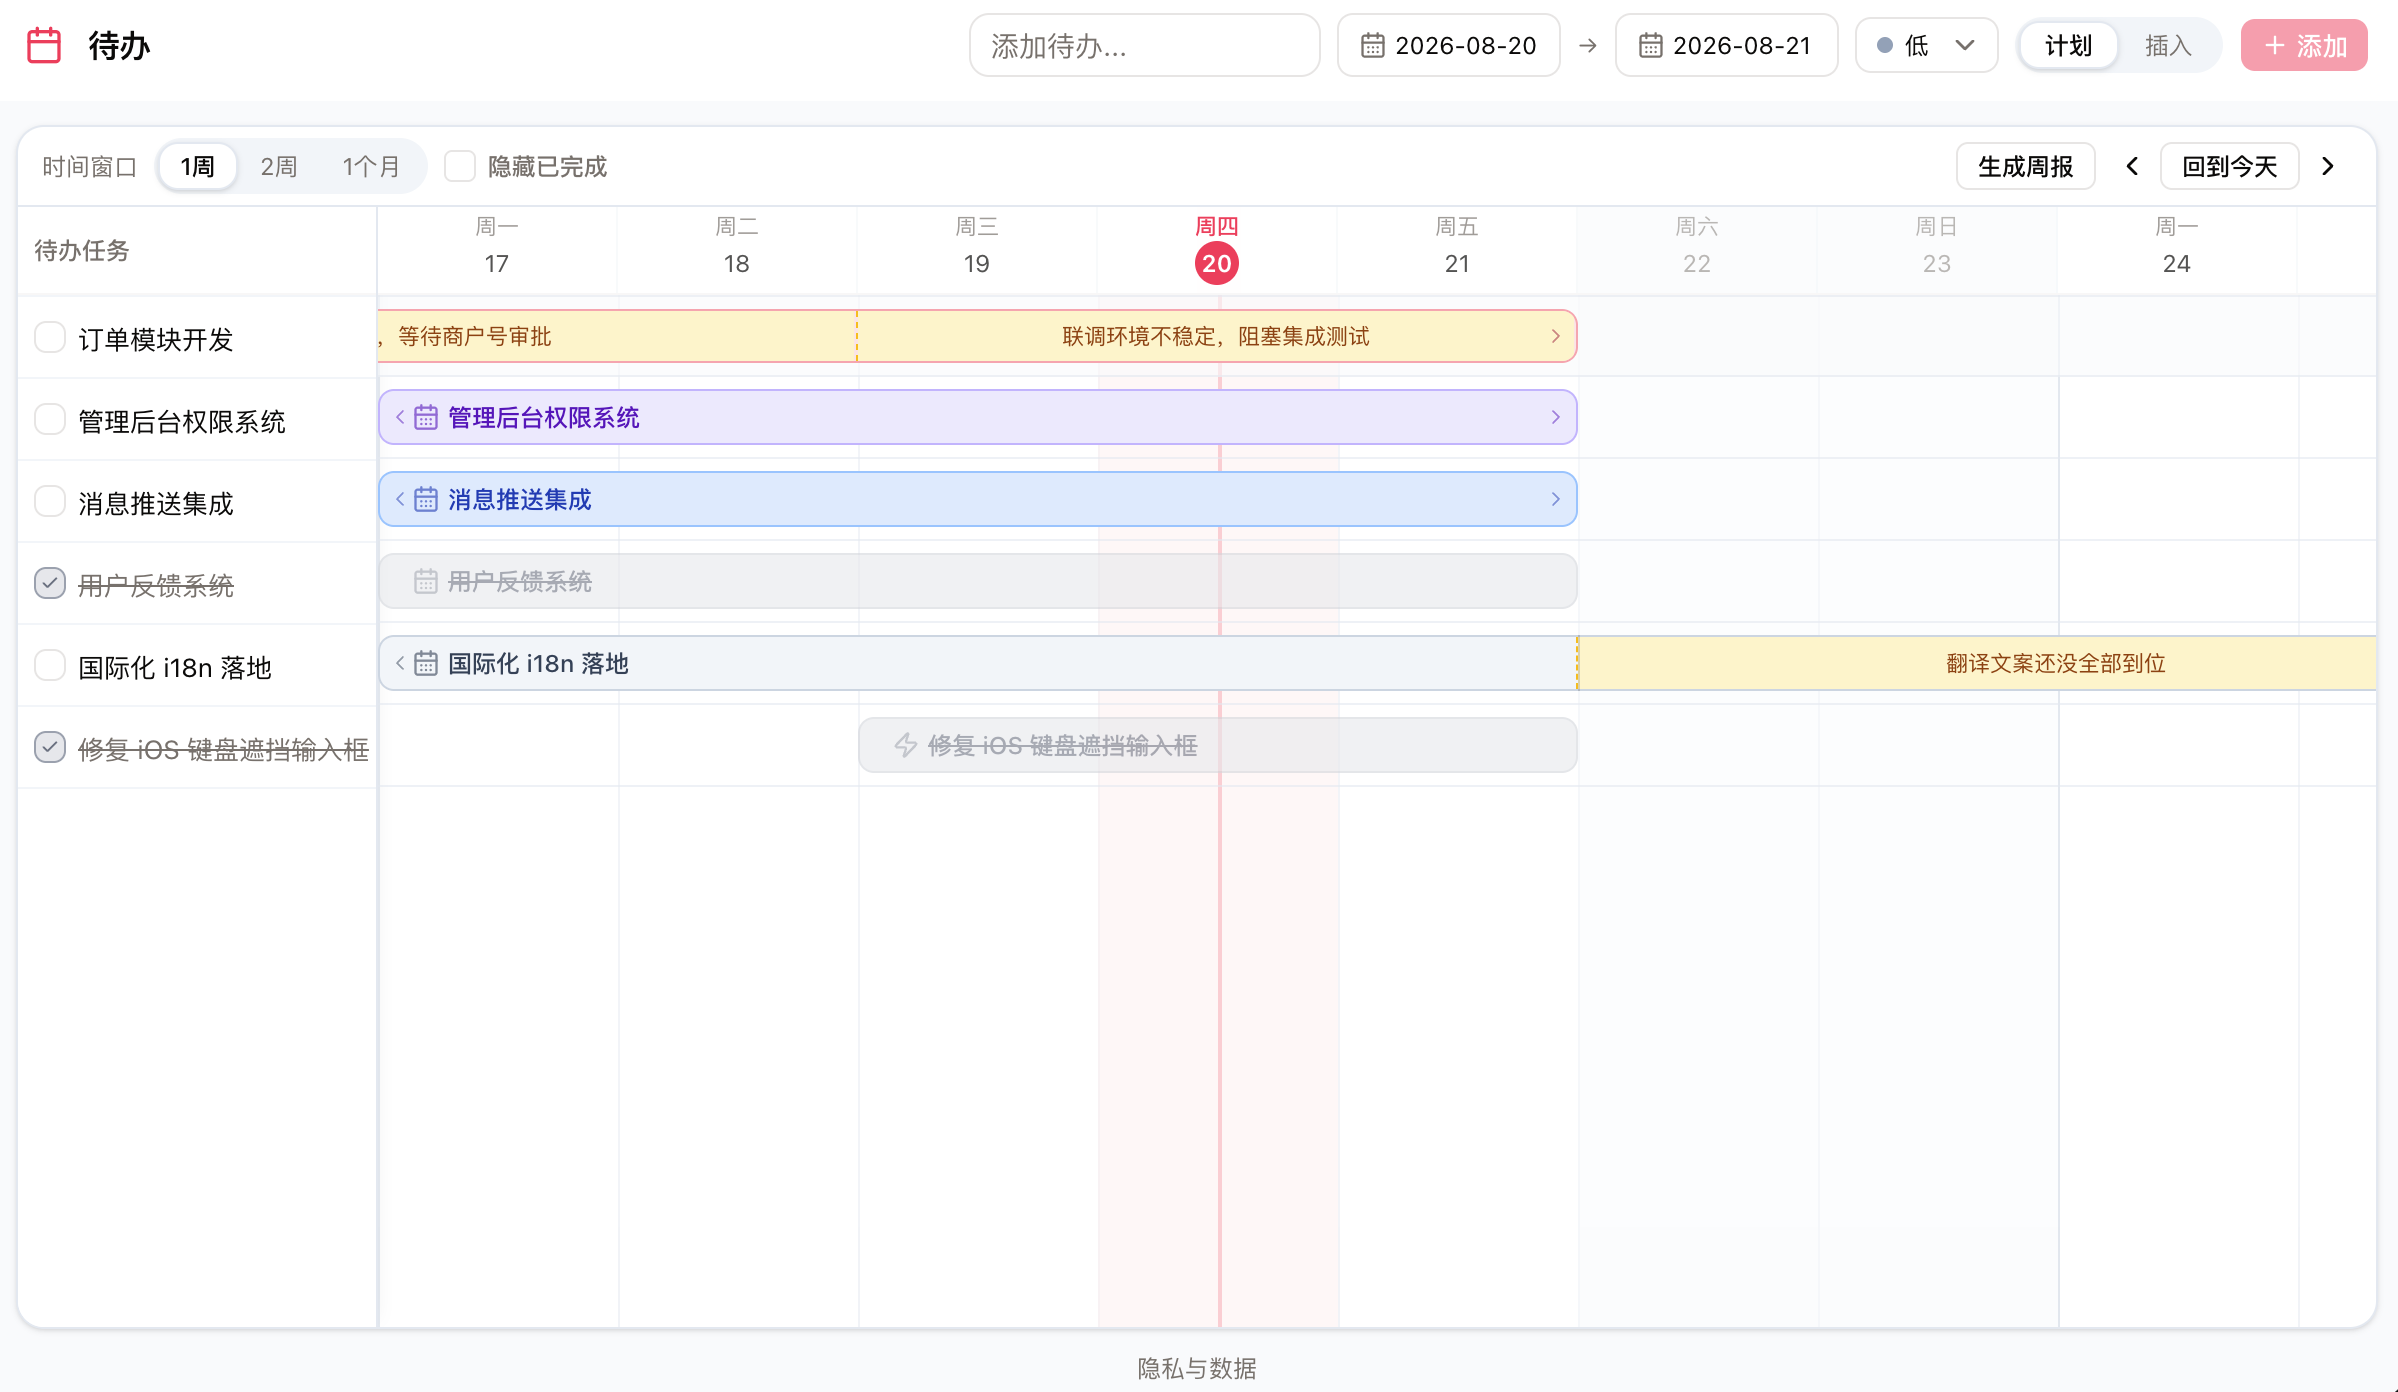 待办
添加待办...
2026-08-20 → 2026-08-21
低
计划 插入
+ 添加
时间窗口 1周 2周 1个月 隐藏已完成
生成周报 回到今天
待办任务
周一 周二 周三 周四 周五 周六 周日 周一
17 18 19 20 21 22 23 24
订单模块开发
，等待商户号审批 联调环境不稳定，阻塞集成测试
管理后台权限系统 管理后台权限系统
消息推送集成 消息推送集成
用户反馈系统 用户反馈系统
国际化 i18n 落地 国际化 i18n 落地 翻译文案还没全部到位
修复 iOS 键盘遮挡输入框 修复 iOS 键盘遮挡输入框
隐私与数据